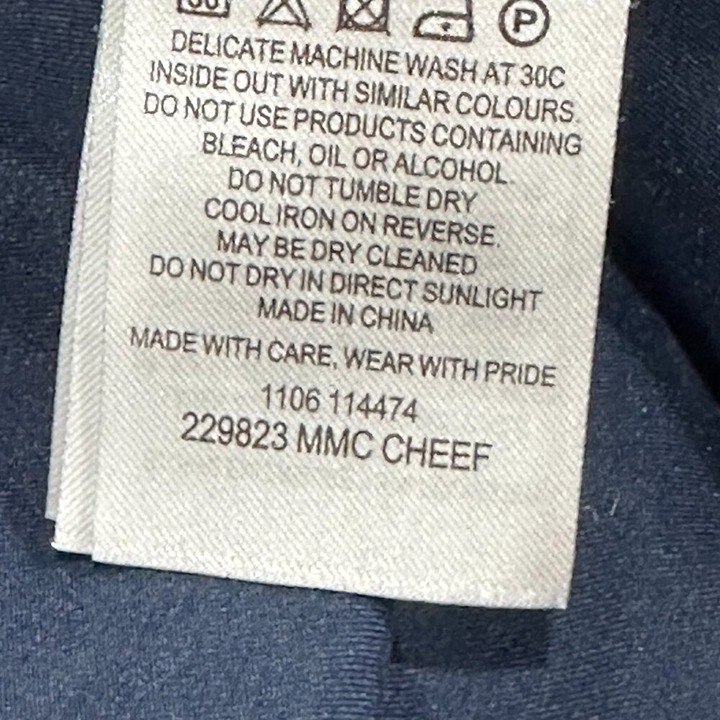 30
P
DELICATE MACHINE WASH AT 30C
INSIDE OUT WITH SIMILAR COLOURS.
DO NOT USE PRODUCTS CONTAINING
BLEACH, OIL OR ALCOHOL.
DO NOT TUMBLE DRY
COOL IRON ON REVERSE.
MAY BE DRY CLEANED
DO NOT DRY IN DIRECT SUNLIGHT
MADE IN CHINA
MADE WITH CARE, WEAR WITH PRIDE
1106 114474
229823 MMC CHEEF